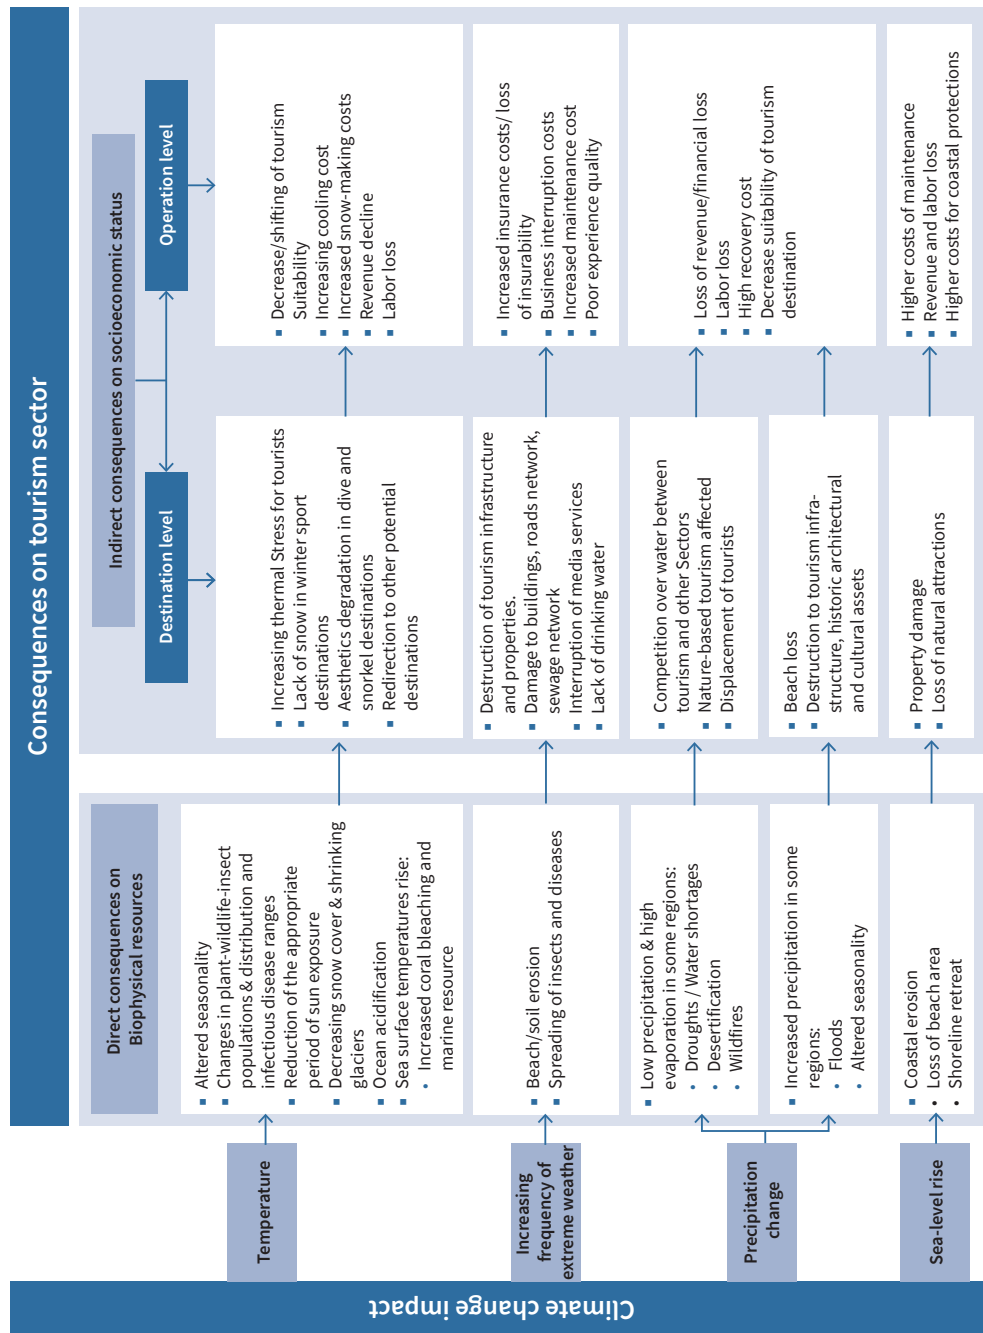 Consequences on tourism sector
Climate change impact
Direct consequences on
Biophysical resources
Indirect consequences on socioeconomic status
Destination level
Operation level
Temperature
▪ Altered seasonality
▪ Changes in plant-wildlife-insect
populations & distribution and
infectious disease ranges
▪ Reduction of the appropriate
period of sun exposure
▪ Decreasing snow cover & shrinking
glaciers
▪ Ocean acidification
▪ Sea surface temperatures rise:
• Increased coral bleaching and
marine resource
▪ Increasing thermal Stress for tourists
▪ Lack of snow in winter sport
destinations
▪ Aesthetics degradation in dive and
snorkel destinations
▪ Redirection to other potential
destinations
▪ Decrease/shifting of tourism
Suitability
▪ Increasing cooling cost
▪ Increased snow-making costs
▪ Revenue decline
▪ Labor loss
Increasing
frequency of
extreme weather
▪ Beach/soil erosion
▪ Spreading of insects and diseases
▪ Destruction of tourism infrastructure
and properties.
▪ Damage to buildings, roads network,
sewage network
▪ Interruption of media services
▪ Lack of drinking water
▪ Increased insurance costs/ loss
of insurability
▪ Business interruption costs
▪ Increased maintenance cost
▪ Poor experience quality
Precipitation
change
▪ Low precipitation & high
evaporation in some regions:
• Droughts / Water shortages
• Desertification
• Wildfires
▪ Competition over water between
tourism and other Sectors
▪ Nature-based tourism affected
▪ Displacement of tourists
▪ Loss of revenue/financial loss
▪ Labor loss
▪ High recovery cost
▪ Decrease suitability of tourism
destination
▪ Increased precipitation in some
regions:
• Floods
• Altered seasonality
▪ Beach loss
▪ Destruction to tourism infra-
structure, historic architectural
and cultural assets
Sea-level rise
▪ Coastal erosion
• Loss of beach area
• Shoreline retreat
▪ Property damage
▪ Loss of natural attractions
▪ Higher costs of maintenance
▪ Revenue and labor loss
▪ Higher costs for coastal protections